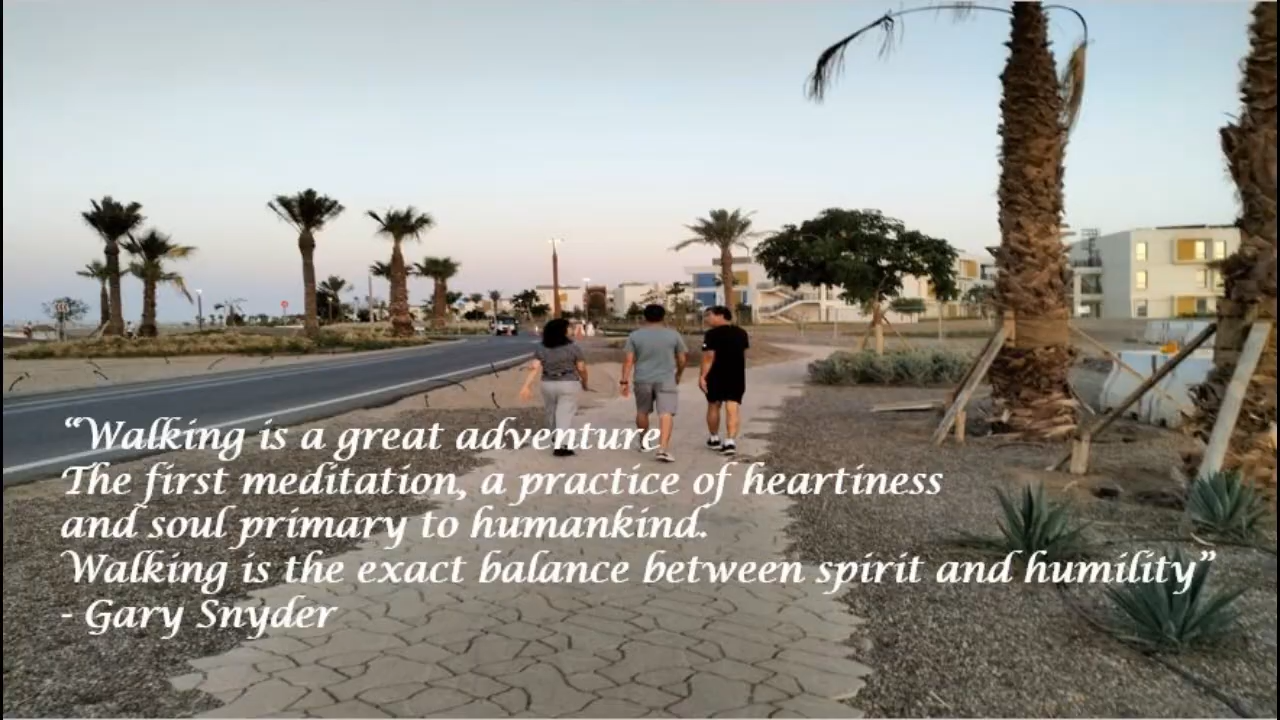 “Walking is a great adventure
The first meditation, a practice of heartiness
and soul primary to humankind.
Walking is the exact balance between spirit and humility”
- Gary Snyder